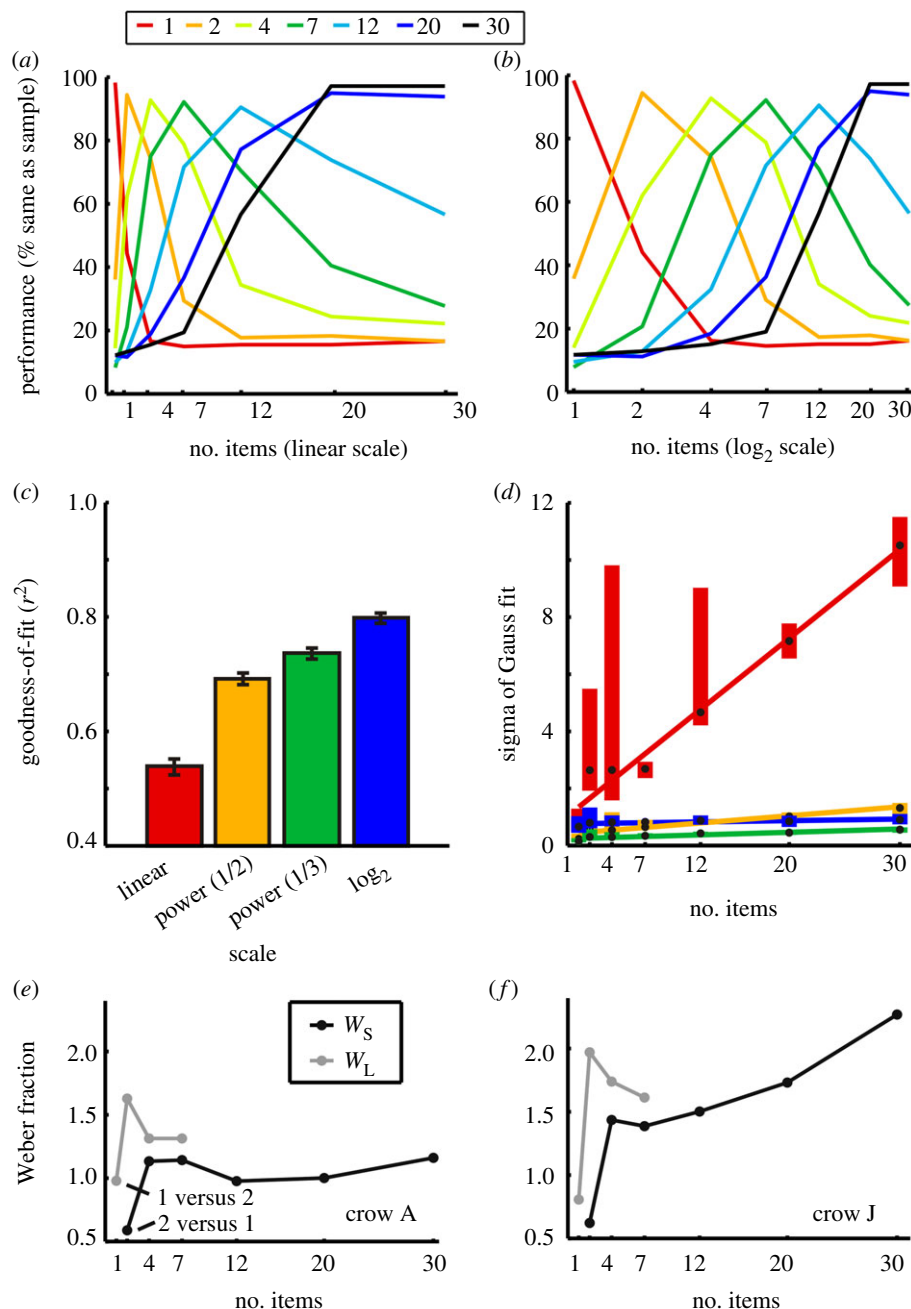 1 2 4 7 12 20 30
(a) (b)
100 80 60 40 20 0
performance (% same as sample)
1 4 7 12 20 30
no. items (linear scale)
100 80 60 40 20 0
1 2 4 7 12 20 30
no. items (log2 scale)
(c) (d)
1.0 0.8 0.6 0.4
goodness-of-fit (r2)
linear power (1/2) power (1/3) log2
scale
12 8 4 0
sigma of Gauss fit
1 4 7 12 20 30
no. items
(e) (f)
2.0 1.5 1.0 0.5
Weber fraction
WS
WL
1 versus 2
2 versus 1
crow A
1 4 7 12 20 30
no. items
2.0 1.5 1.0 0.5
crow J
1 4 7 12 20 30
no. items